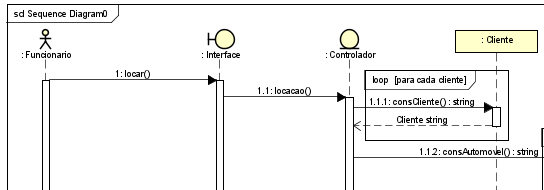 sd Sequence Diagram0
: Funcionario
: Interface
: Controlador
: Cliente
1: locar()
loop [para cada cliente]
1.1: locacao()
1.1.1: consCliente() : string
Cliente string
1.1.2: consAutomovel() : string